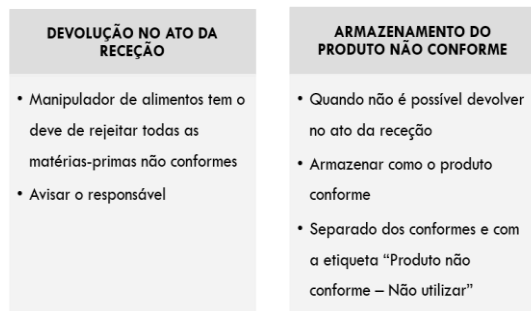 DEVOLUÇÃO NO ATO DA
RECEÇÃO
• Manipulador de alimentos tem o
deve de rejeitar todas as
matérias-primas não conformes
• Avisar o responsável
ARMAZENAMENTO DO
PRODUTO NÃO CONFORME
• Quando não é possível devolver
no ato da receção
• Armazenar como o produto
conforme
• Separado dos conformes e com
a etiqueta “Produto não
conforme – Não utilizar”